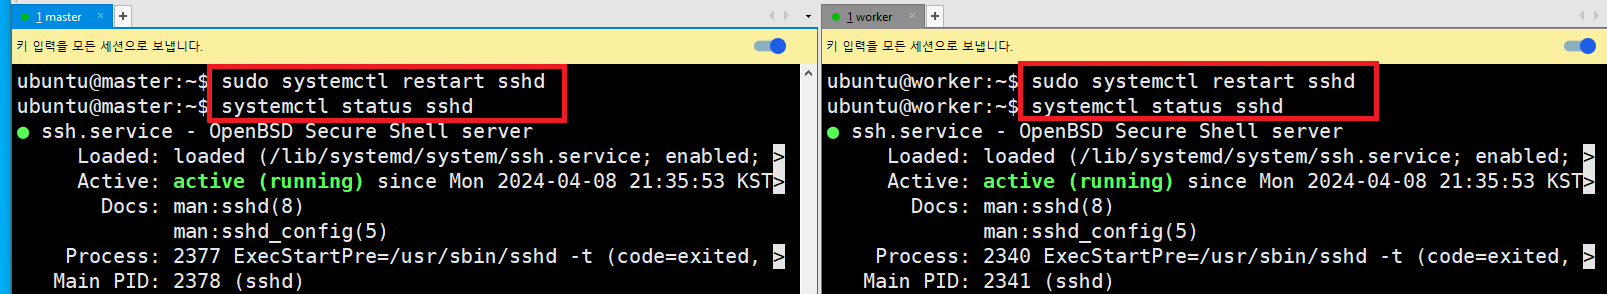 1 master × +
키 입력을 모든 세션으로 보냅니다.
ubuntu@master:~$ sudo systemctl restart sshd
ubuntu@master:~$ systemctl status sshd
● ssh.service - OpenBSD Secure Shell server
Loaded: loaded (/lib/systemd/system/ssh.service; enabled; >
Active: active (running) since Mon 2024-04-08 21:35:53 KST>
Docs: man:sshd(8)
man:sshd_config(5)
Process: 2377 ExecStartPre=/usr/sbin/sshd -t (code=exited, >
Main PID: 2378 (sshd)
1 worker × +
키 입력을 모든 세션으로 보냅니다.
ubuntu@worker:~$ sudo systemctl restart sshd
ubuntu@worker:~$ systemctl status sshd
● ssh.service - OpenBSD Secure Shell server
Loaded: loaded (/lib/systemd/system/ssh.service; enabled; >
Active: active (running) since Mon 2024-04-08 21:35:53 KST>
Docs: man:sshd(8)
man:sshd_config(5)
Process: 2340 ExecStartPre=/usr/sbin/sshd -t (code=exited, >
Main PID: 2341 (sshd)